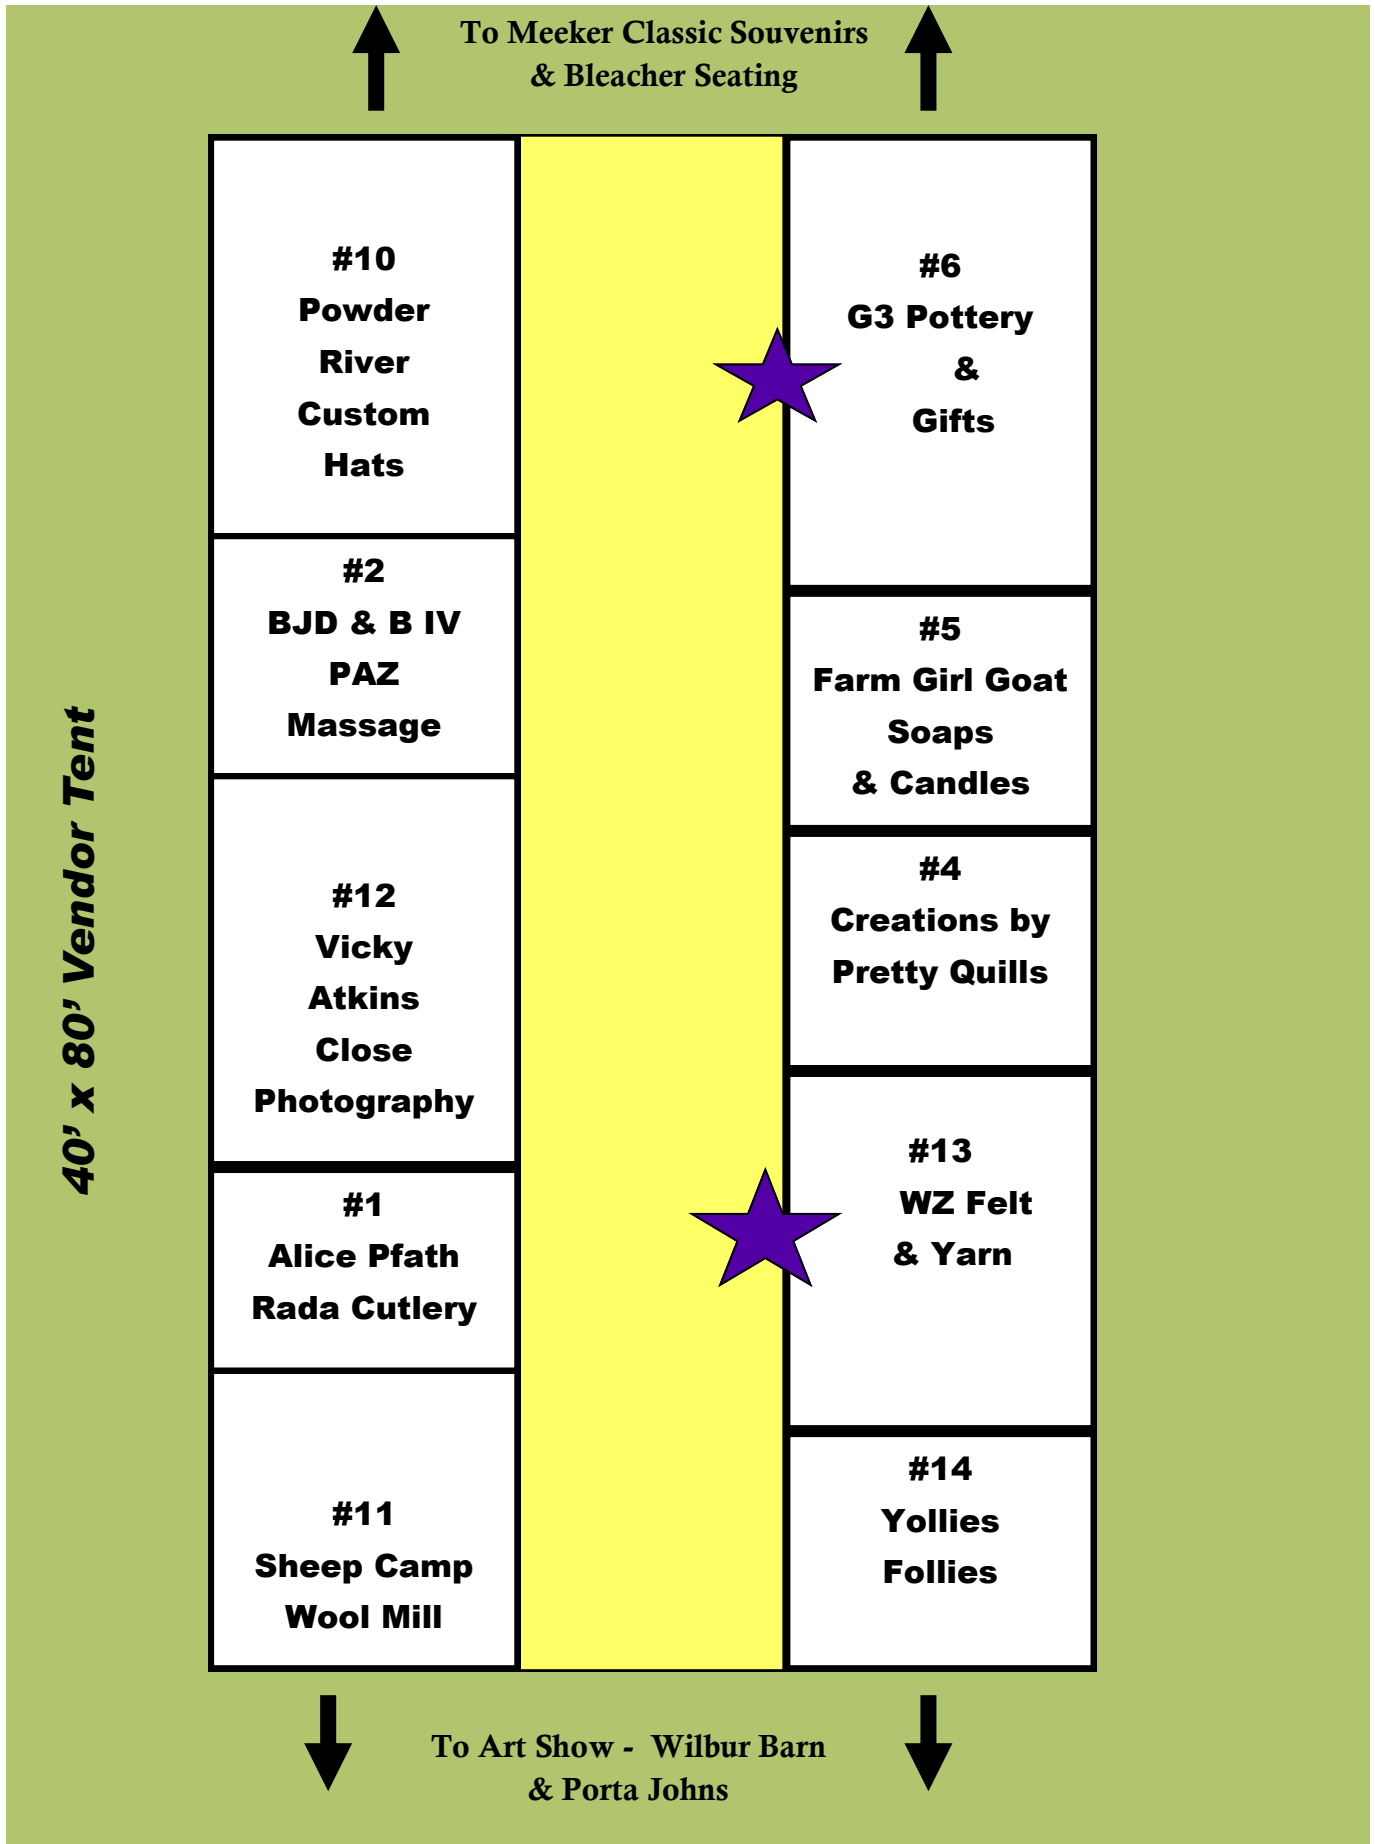 To Meeker Classic Souvenirs
& Bleacher Seating
40' x 80' Vendor Tent
#10
Powder
River
Custom
Hats
#2
BJD & B IV
PAZ
Massage
#12
Vicky
Atkins
Close
Photography
#1
Alice Pfath
Rada Cutlery
#11
Sheep Camp
Wool Mill
#6
G3 Pottery
&
Gifts
#5
Farm Girl Goat
Soaps
& Candles
#4
Creations by
Pretty Quills
#13
WZ Felt
& Yarn
#14
Yollies
Follies
To Art Show - Wilbur Barn
& Porta Johns